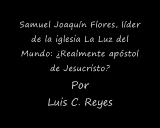 Samuel Joaquín Flores, líder
de la iglesia La Luz del
Mundo: ¿Realmente apóstol
de Jesucristo?
Por
Luis C. Reyes